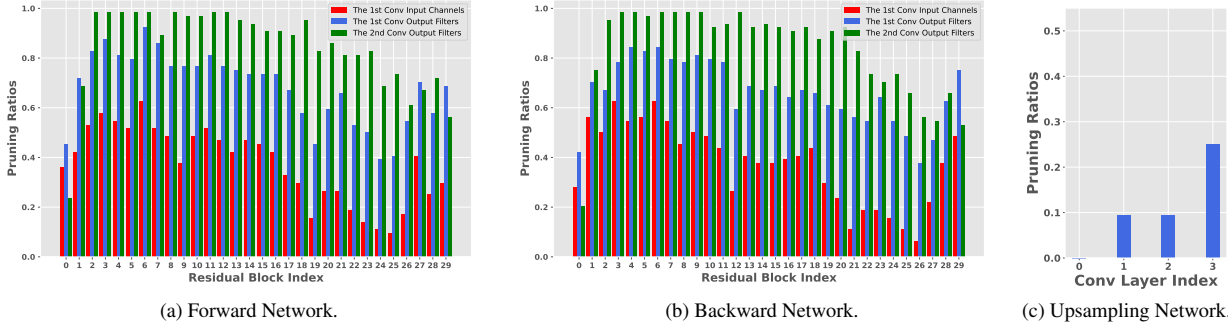 1.0
0.8
0.6
0.4
0.2
0.0
Pruning Ratios
The 1st Conv Input Channels
The 1st Conv Output Filters
The 2nd Conv Output Filters
0 1 2 3 4 5 6 7 8 9 10 11 12 13 14 15 16 17 18 19 20 21 22 23 24 25 26 27 28 29
Residual Block Index
(a) Forward Network.
1.0
0.8
0.6
0.4
0.2
0.0
Pruning Ratios
The 1st Conv Input Channels
The 1st Conv Output Filters
The 2nd Conv Output Filters
0 1 2 3 4 5 6 7 8 9 10 11 12 13 14 15 16 17 18 19 20 21 22 23 24 25 26 27 28 29
Residual Block Index
(b) Backward Network.
0.5
0.4
0.3
0.2
0.1
0.0
Pruning Ratios
0 1 2 3
Conv Layer Index
(c) Upsampling Network